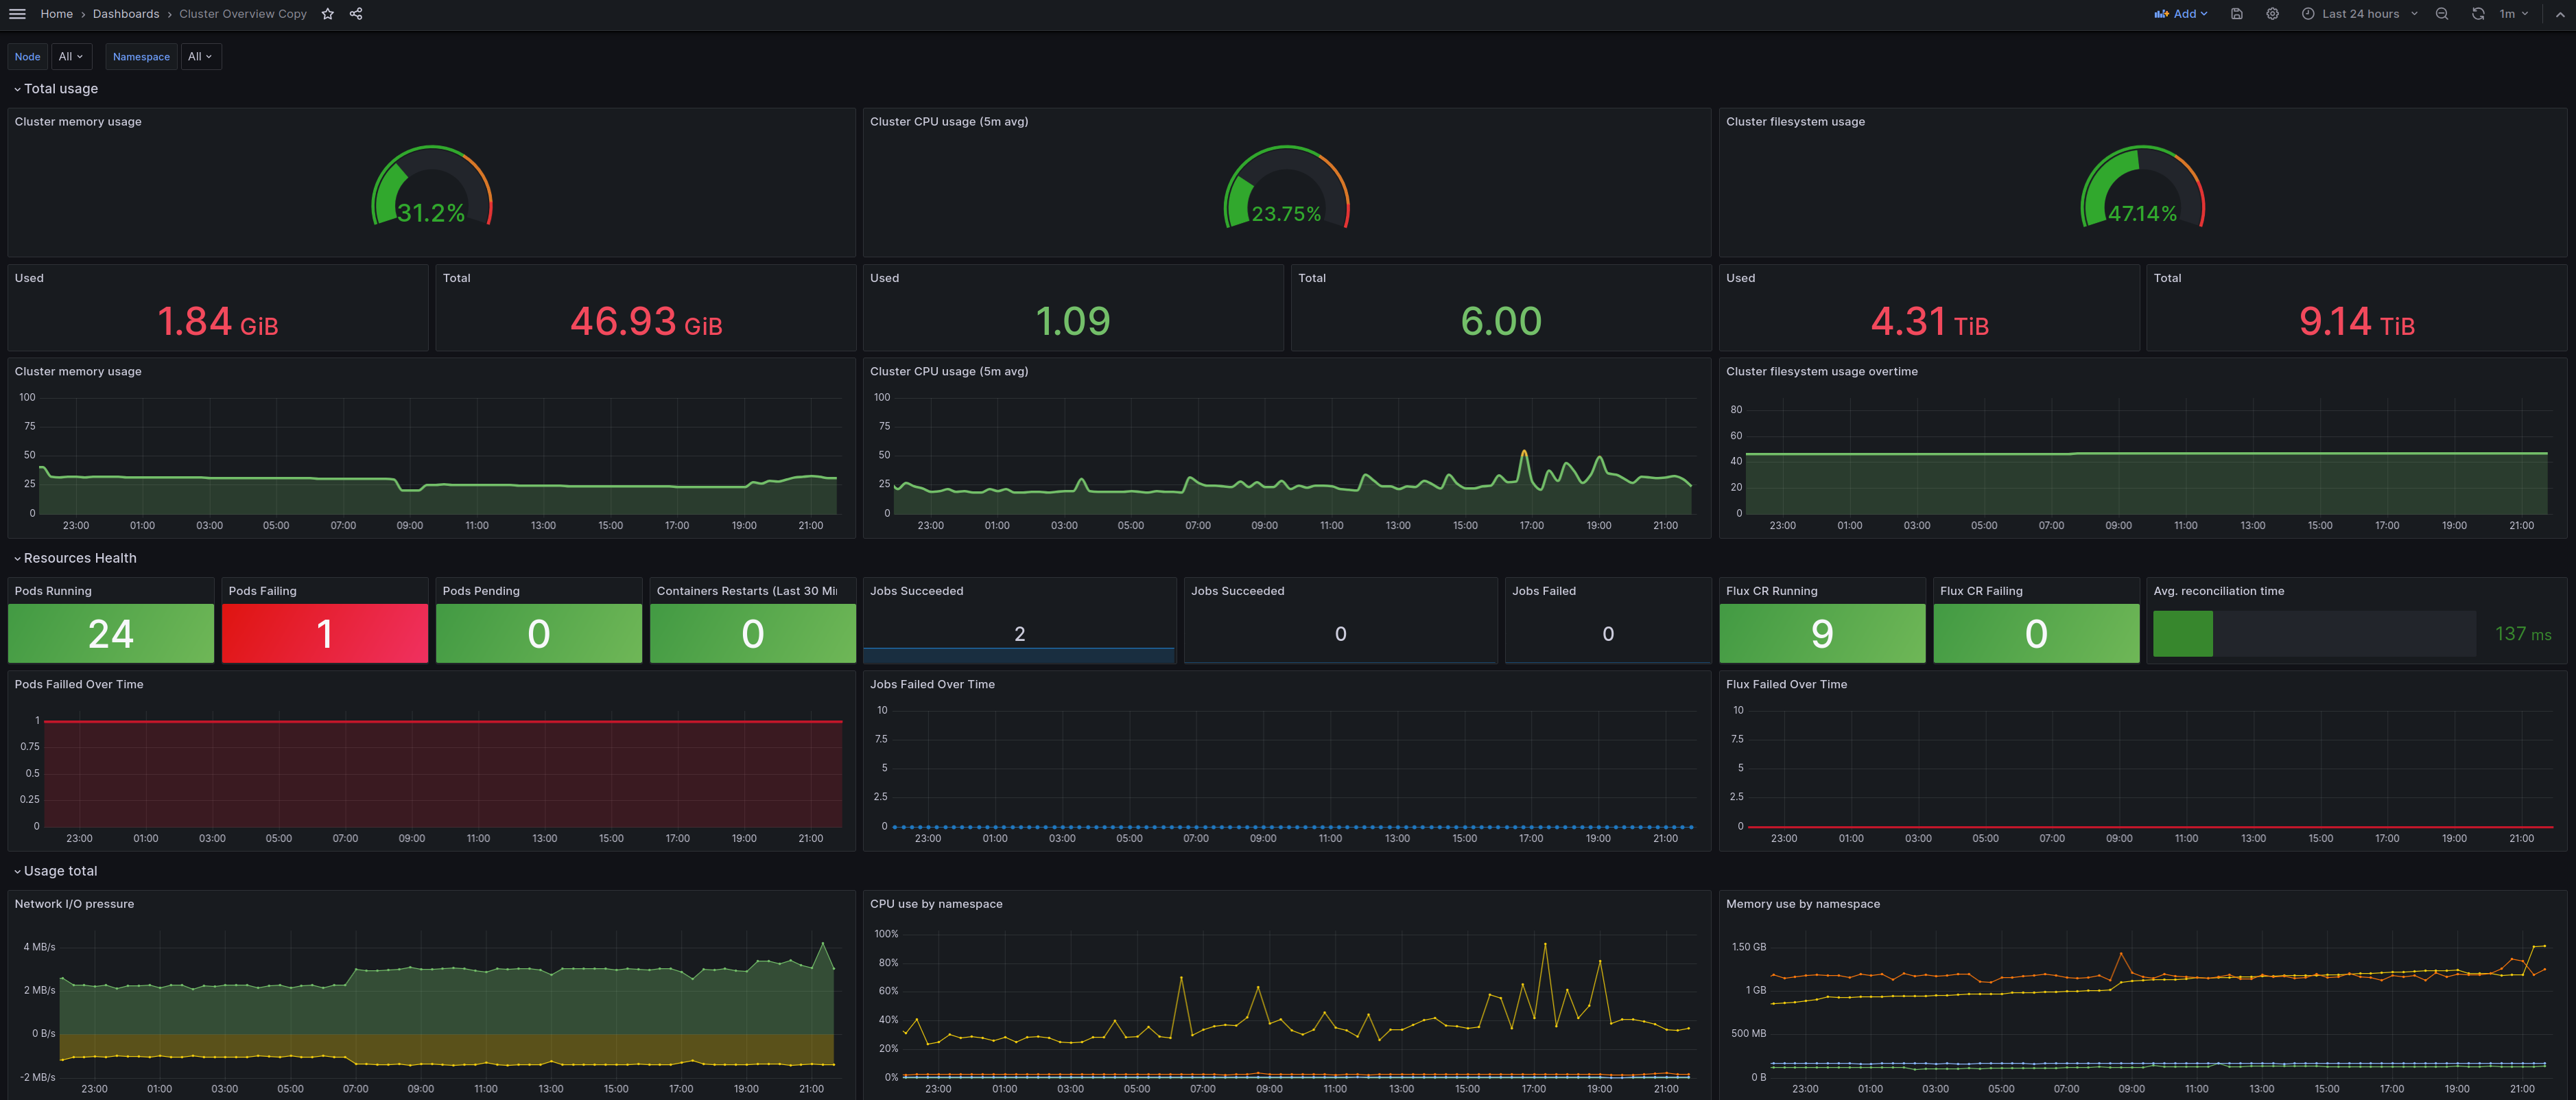 Home › Dashboards › Cluster Overview Copy
Add
Last 24 hours
1m
Node All Namespace All
Total usage
Cluster memory usage
31.2%
Cluster CPU usage (5m avg)
23.75%
Cluster filesystem usage
47.14%
Used
1.84 GiB
Total
46.93 GiB
Used
1.09
Total
6.00
Used
4.31 TiB
Total
9.14 TiB
Cluster memory usage
100
75
50
25
0
23:00 01:00 03:00 05:00 07:00 09:00 11:00 13:00 15:00 17:00 19:00 21:00
Cluster CPU usage (5m avg)
100
75
50
25
0
23:00 01:00 03:00 05:00 07:00 09:00 11:00 13:00 15:00 17:00 19:00 21:00
Cluster filesystem usage overtime
80
60
40
20
0
23:00 01:00 03:00 05:00 07:00 09:00 11:00 13:00 15:00 17:00 19:00 21:00
Resources Health
Pods Running
24
Pods Failing
1
Pods Pending
0
Containers Restarts (Last 30 Mi
0
Jobs Succeeded
2
Jobs Succeeded
0
Jobs Failed
0
Flux CR Running
9
Flux CR Failing
0
Avg. reconciliation time
137 ms
Pods Failled Over Time
1
0.75
0.5
0.25
0
23:00 01:00 03:00 05:00 07:00 09:00 11:00 13:00 15:00 17:00 19:00 21:00
Jobs Failed Over Time
10
7.5
5
2.5
0
23:00 01:00 03:00 05:00 07:00 09:00 11:00 13:00 15:00 17:00 19:00 21:00
Flux Failed Over Time
10
7.5
5
2.5
0
23:00 01:00 03:00 05:00 07:00 09:00 11:00 13:00 15:00 17:00 19:00 21:00
Usage total
Network I/O pressure
4 MB/s
2 MB/s
0 B/s
-2 MB/s
23:00 01:00 03:00 05:00 07:00 09:00 11:00 13:00 15:00 17:00 19:00 21:00
CPU use by namespace
100%
80%
60%
40%
20%
0%
23:00 01:00 03:00 05:00 07:00 09:00 11:00 13:00 15:00 17:00 19:00 21:00
Memory use by namespace
1.50 GB
1 GB
500 MB
0 B
23:00 01:00 03:00 05:00 07:00 09:00 11:00 13:00 15:00 17:00 19:00 21:00